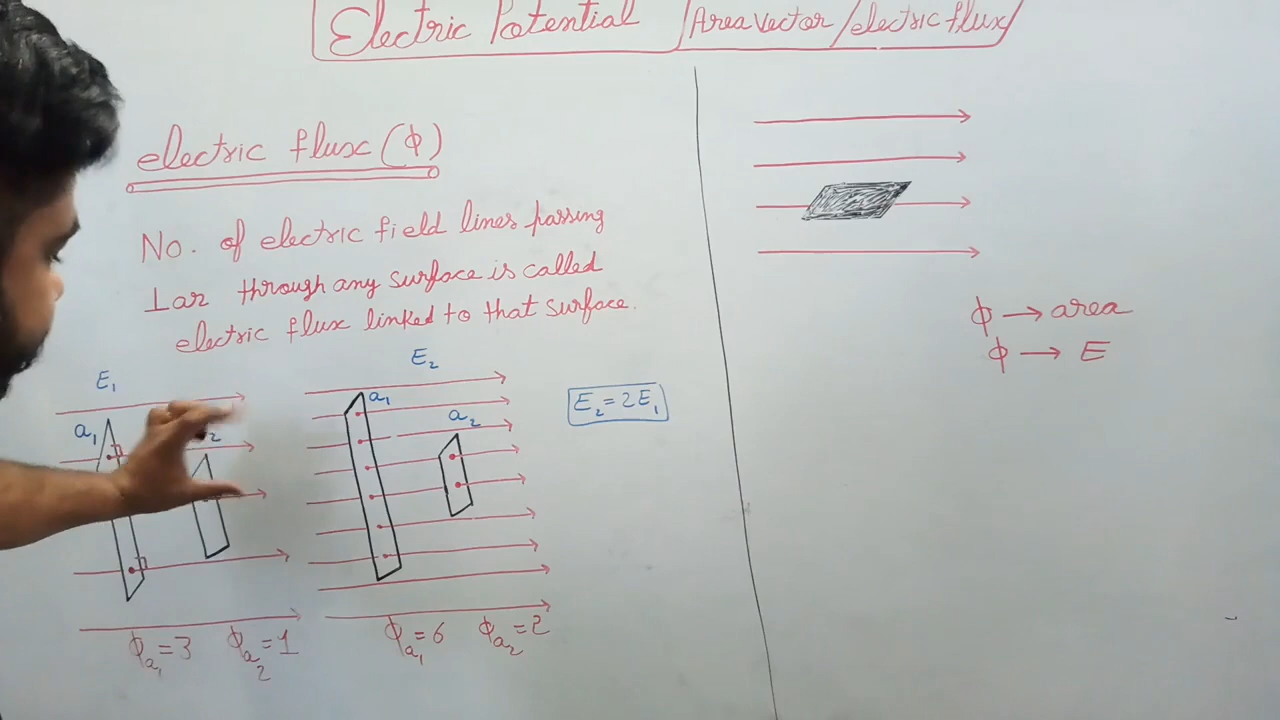 Electric Potential /Area vector/electric flux/
electric flux (ϕ)
No. of electric field lines passing
⊥ar through any surface is called
electric flux linked to that surface.
E₁
a₁
₂
ϕₐ₁=3 ϕₐ₂=1
E₂
a₁
a₂
ϕₐ₁=6 ϕₐ₂=2
E₂=2E₁
ϕ → area
ϕ → E